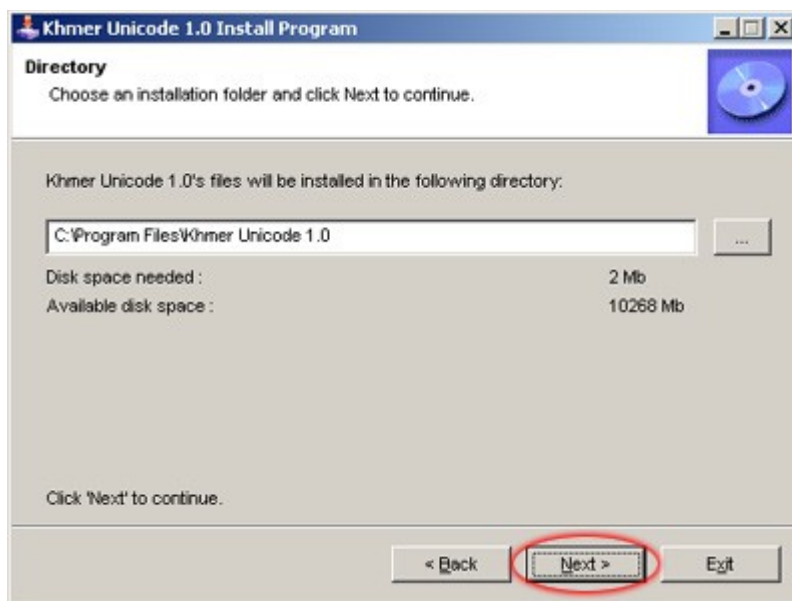 Khmer Unicode 1.0 Install Program
Directory
Choose an installation folder and click Next to continue.
Khmer Unicode 1.0's files will be installed in the following directory:
C:\Program Files\Khmer Unicode 1.0
...
Disk space needed : 2 Mb
Available disk space : 10268 Mb
Click 'Next' to continue.
< Back Next > Exit